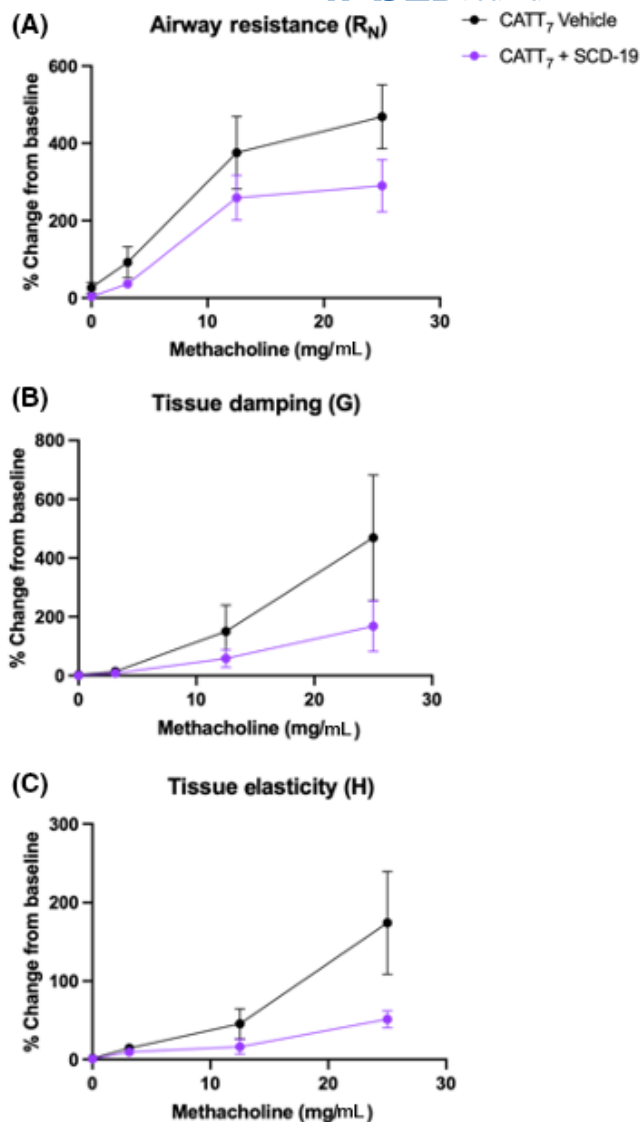 (A)
Airway resistance (R_N)
CATT₇ Vehicle
CATT₇ + SCD-19
% Change from baseline
600
400
200
0
0 10 20 30
Methacholine (mg/mL)
(B)
Tissue damping (G)
% Change from baseline
800
600
400
200
0
0 10 20 30
Methacholine (mg/mL)
(C)
Tissue elasticity (H)
% Change from baseline
300
200
100
0
0 10 20 30
Methacholine (mg/mL)